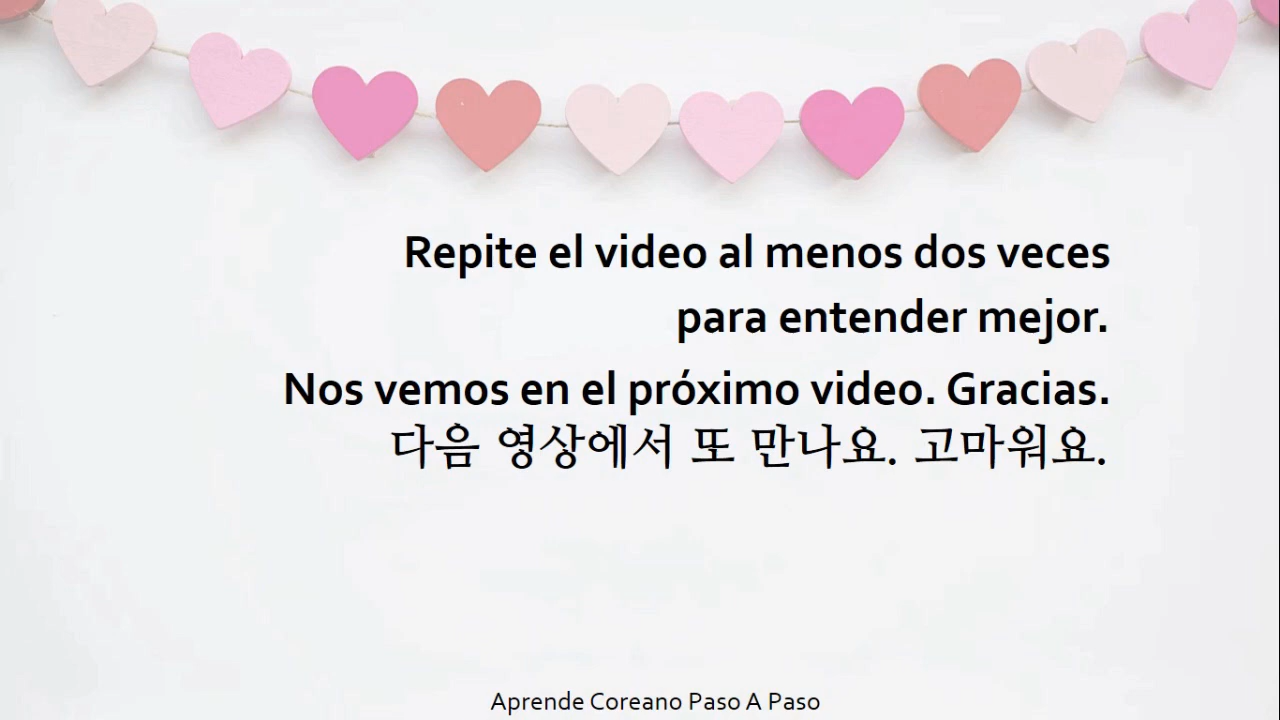 Repite el video al menos dos veces
para entender mejor.
Nos vemos en el próximo video. Gracias.
다음 영상에서 또 만나요. 고마워요.
Aprende Coreano Paso A Paso